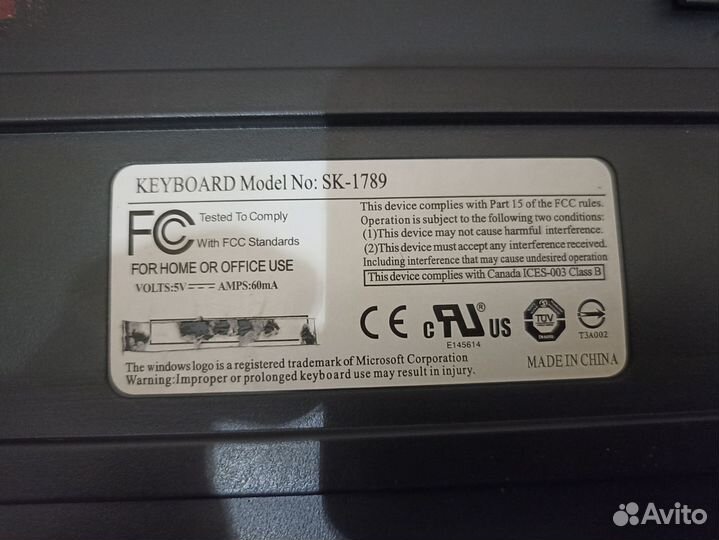 KEYBOARD Model No: SK-1789
FC
Tested To Comply
With FCC Standards
FOR HOME OR OFFICE USE
VOLTS:5V AMPS:60mA
This device complies with Part 15 of the FCC rules.
Operation is subject to the following two conditions:
(1)This device may not cause harmful interference.
(2)This device must accept any interference received.
Including interference that may cause undesired operation
This device complies with Canada ICES-003 Class B
CE
c RU US
E145614
TÜV
T3A002
The windows logo is a registered trademark of Microsoft Corporation
Warning:Improper or prolonged keyboard use may result in injury.
MADE IN CHINA
Avito